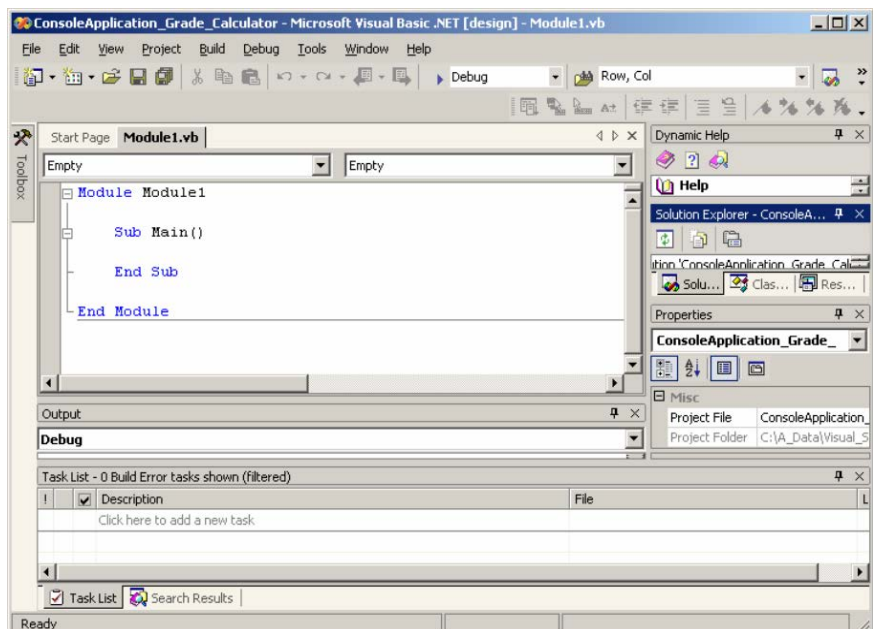 ConsoleApplication_Grade_Calculator - Microsoft Visual Basic .NET [design] - Module1.vb
File Edit View Project Build Debug Tools Window Help
Debug Row, Col
Toolbox
Start Page Module1.vb
Empty Empty
Module Module1
Sub Main()
End Sub
End Module
Dynamic Help
Help
Solution Explorer - ConsoleA...
'ConsoleApplication_Grade_Cal
Solu... Clas... Res...
Properties
ConsoleApplication_Grade_
Misc
Project File ConsoleApplication_
Project Folder C:\A_Data\Visual_S
Output
Debug
Task List - 0 Build Error tasks shown (filtered)
! Description File L
Click here to add a new task
Task List Search Results
Ready